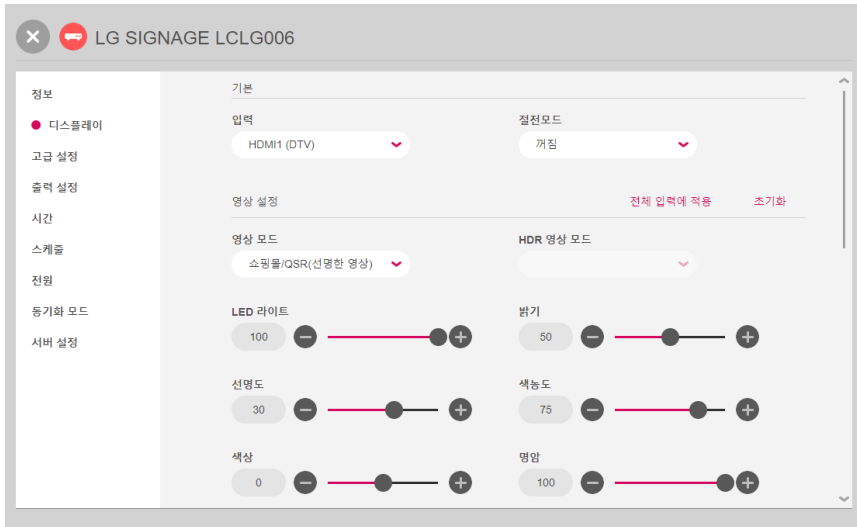 LG SIGNAGE LCLG006
정보
디스플레이
고급 설정
출력 설정
시간
스케줄
전원
동기화 모드
서버 설정
기본
입력
절전모드
HDMI1 (DTV)
꺼짐
영상 설정
전체 입력에 적용
초기화
영상 모드
HDR 영상 모드
쇼핑몰/QSR(선명한 영상)
LED 라이트
밝기
100
50
선명도
색농도
30
75
색상
명암
0
100